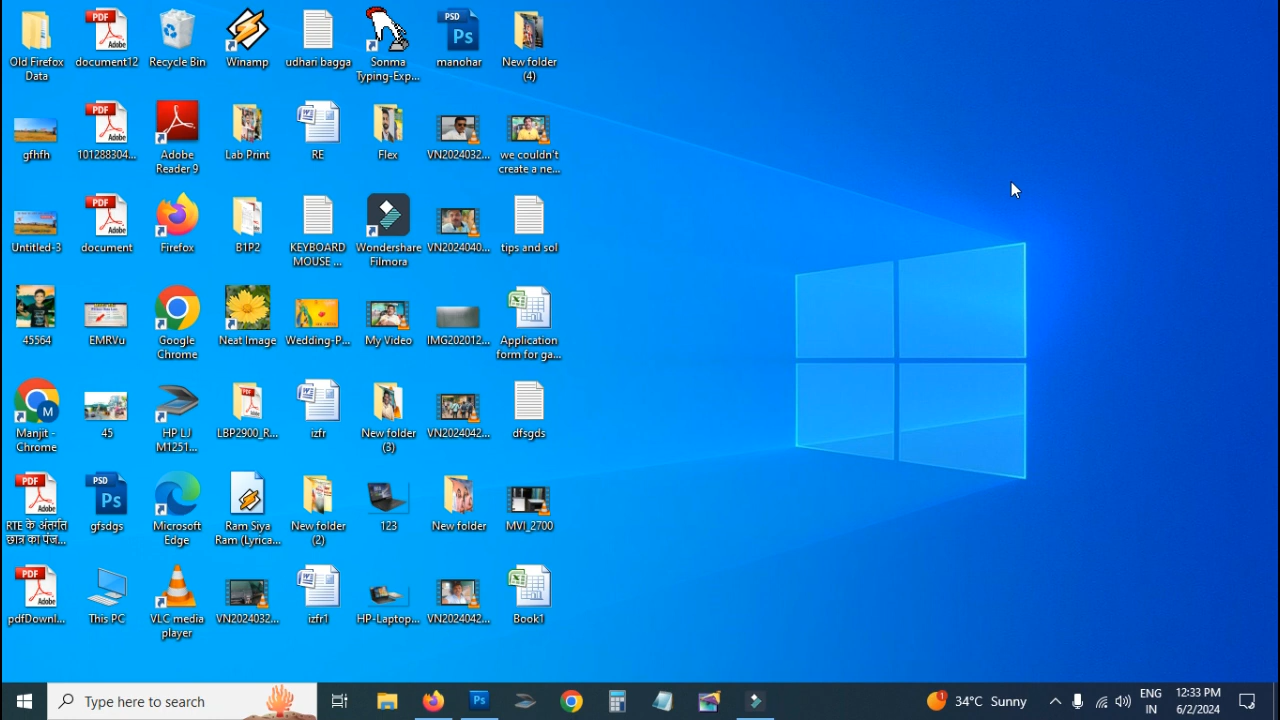 Old Firefox
Data
document12
Recycle Bin
Winamp
udhari bagga
Sonma
Typing-Exp...
PSD
Ps
manohar
New folder
(4)
gfhfh
101288304...
Adobe
Reader 9
Lab Print
RE
Flex
VN2024032...
we couldn't
create a ne...
Untitled-3
document
Firefox
B1P2
KEYBOARD
MOUSE ...
Wondershare
Filmora
VN2024040...
tips and sol
45564
EMRVu
Google
Chrome
Neat Image
Wedding-P...
My Video
IMG202012...
Application
form for ga...
M
Manjit -
Chrome
45
HP LJ
M1251...
LBP2900_R...
izfr
New folder
(3)
VN2024042...
dfsgds
RTE के अंतर्गत
छात्र का पंज...
PSD
Ps
gfsdgs
Microsoft
Edge
Ram Siya
Ram (Lyrica...
New folder
(2)
123
New folder
MVI_2700
PDF
Adobe
pdfDownl...
This PC
VLC media
player
VN2024032...
izfr1
HP-Laptop...
VN2024042...
Book1
Type here to search
Ps
1
34°C Sunny
ENG
IN
12:33 PM
6/2/2024